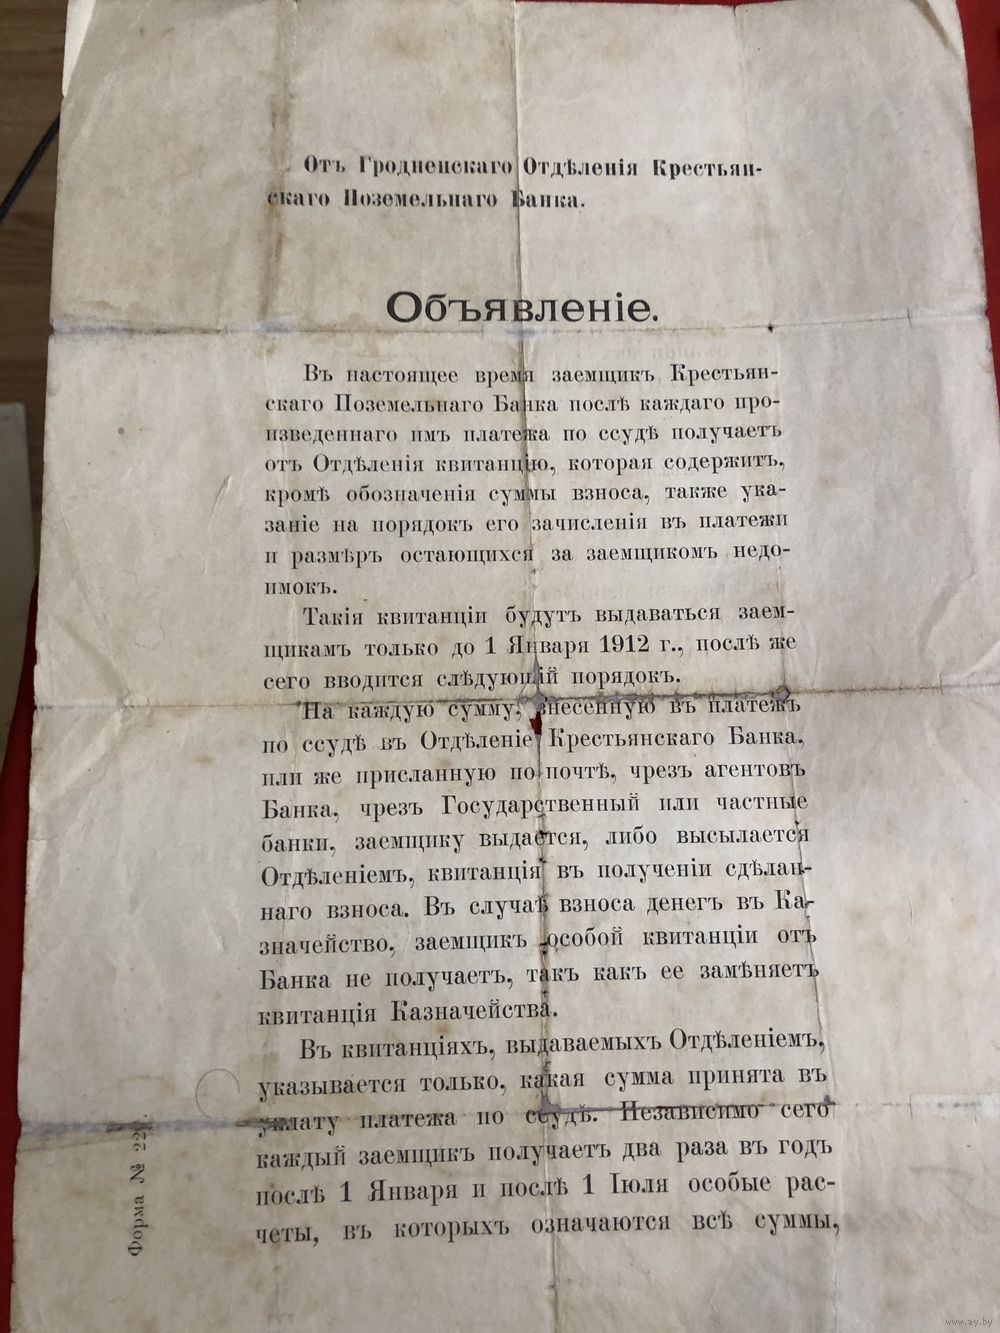 Отъ Гродненскаго Отдѣленія Крестьян-
скаго Поземельнаго Банка.
Объявленіе.
Въ настоящее время заемщикъ Крестьян-
скаго Поземельнаго Банка послѣ каждаго про-
изведеннаго имъ платежа по ссудѣ получаетъ
отъ Отдѣленія квитанцію, которая содержитъ,
кромѣ обозначенія суммы взноса, также ука-
заніе на порядокъ его зачисленія въ платежи
и размѣръ остающихся за заемщикомъ недо-
имокъ.
Такія квитанціи будутъ выдаваться заем-
щикамъ только до 1 Января 1912 г., послѣ же
сего вводится слѣдующій порядокъ.
На каждую сумму, внесенную въ платежъ
по ссудѣ въ Отдѣленіе Крестьянскаго Банка,
или же присланную по почтѣ, чрезъ агентовъ
Банка, чрезъ Государственный или частные
банки, заемщику выдается, либо высылается
Отдѣленіемъ, квитанція въ полученіи сдѣлан-
наго взноса. Въ случаѣ взноса денегъ въ Ка-
значейство, заемщикъ особой квитанціи отъ
Банка не получаетъ, такъ какъ ее замѣняетъ
квитанція Казначейства.
Въ квитанціяхъ, выдаваемыхъ Отдѣленіемъ,
указывается только, какая сумма принята въ
уплату платежа по ссудѣ. Независимо сего
каждый заемщикъ получаетъ два раза въ годъ
послѣ 1 Января и послѣ 1 Іюля особые рас-
четы, въ которыхъ означаются всѣ суммы,
Форма №
www.ay.by